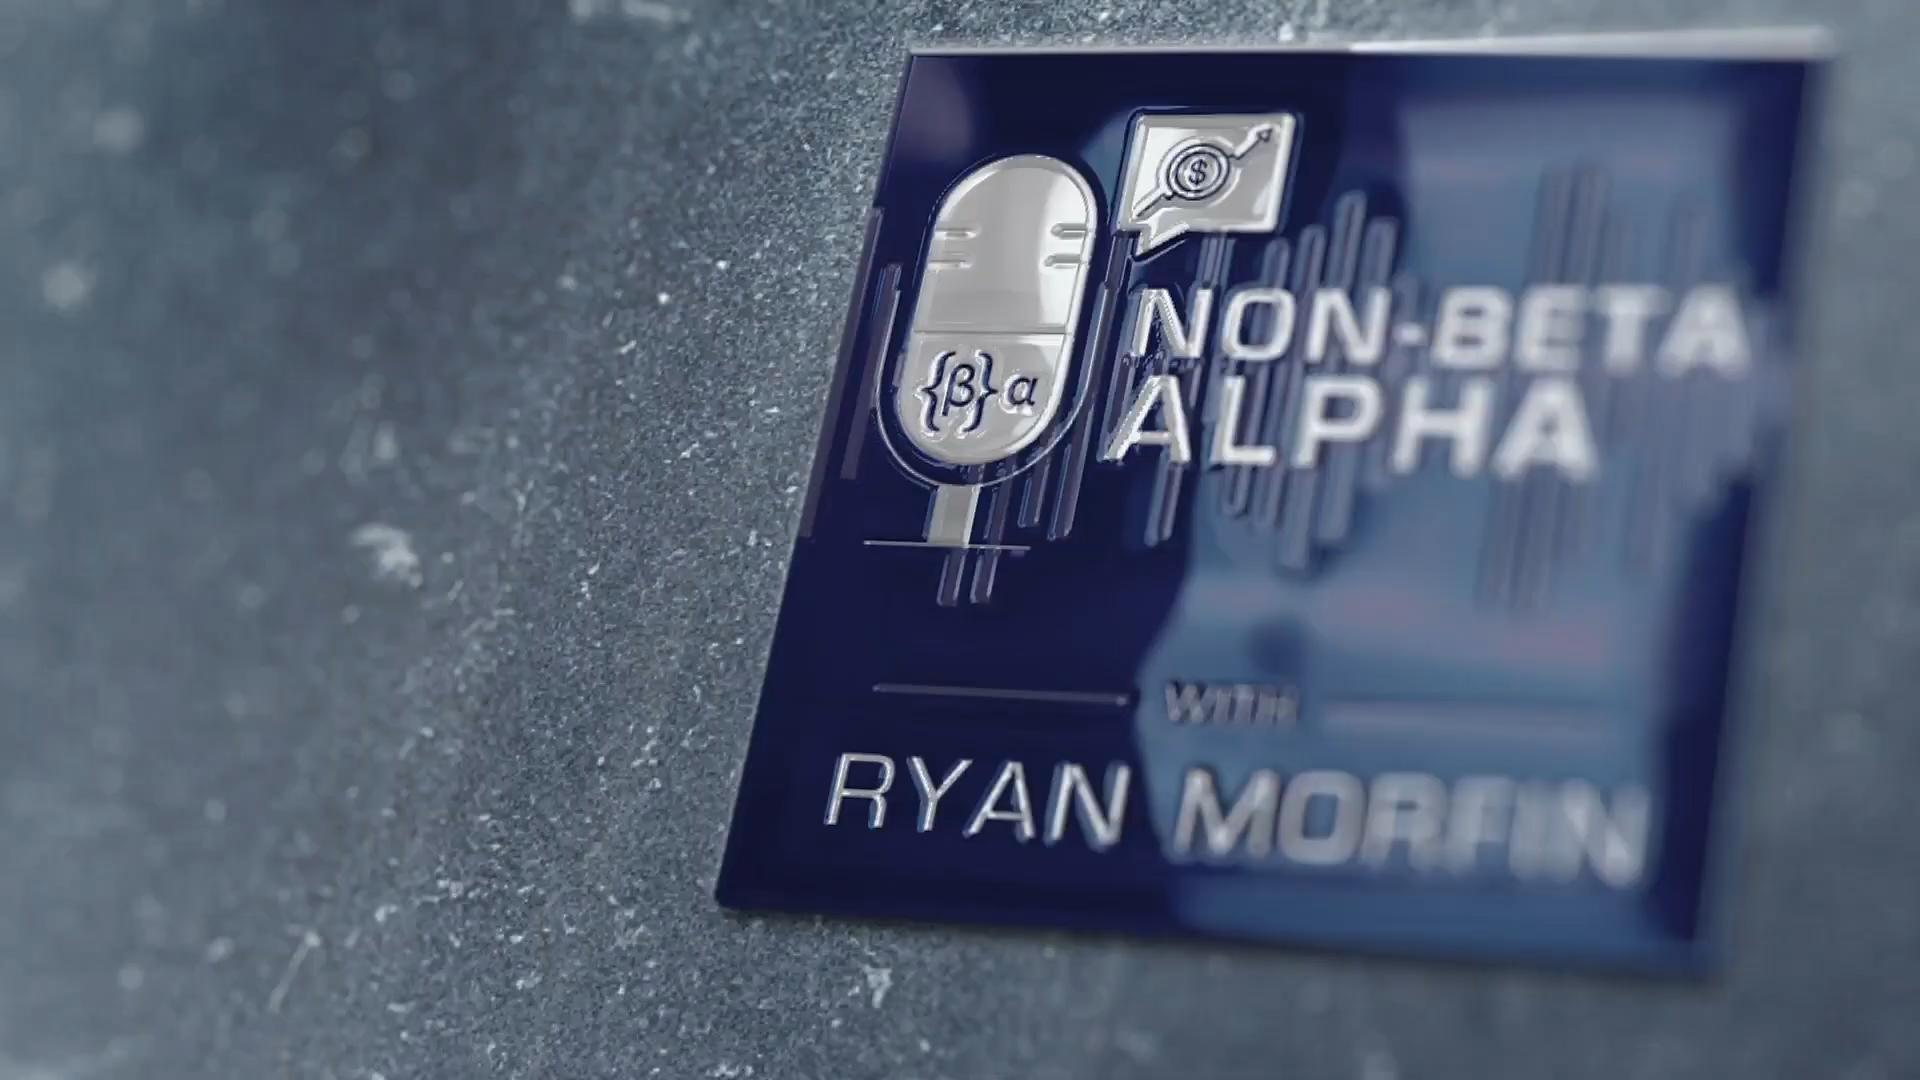 $
NON-BETA
ALPHA
{β} α
WITH
RYAN MORFIN